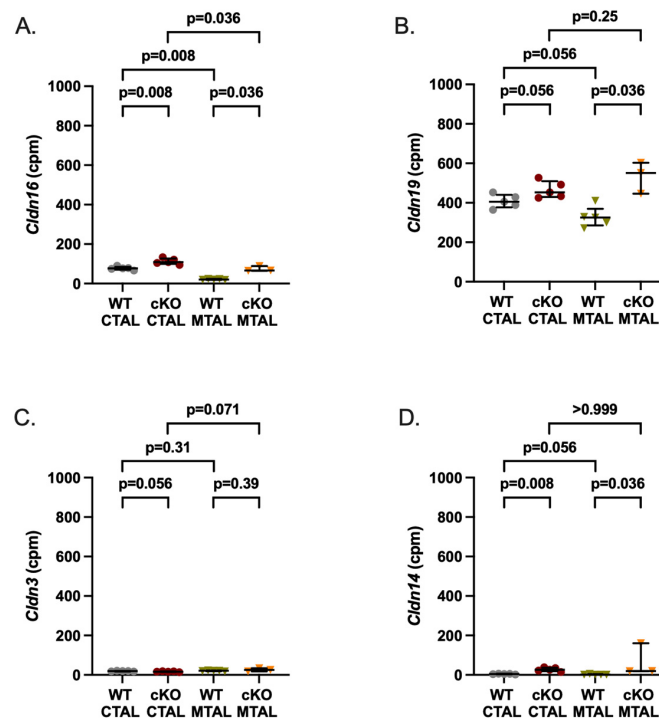 A.
p=0.036
p=0.008
p=0.008 p=0.036
1000
800
600
400
200
0
Cldn16 (cpm)
WT cKO WT cKO
CTAL CTAL MTAL MTAL
B.
p=0.25
p=0.056
p=0.056 p=0.036
1000
800
600
400
200
0
Cldn19 (cpm)
WT cKO WT cKO
CTAL CTAL MTAL MTAL
C.
p=0.071
p=0.31
p=0.056 p=0.39
1000
800
600
400
200
0
Cldn3 (cpm)
WT cKO WT cKO
CTAL CTAL MTAL MTAL
D.
>0.999
p=0.056
p=0.008 p=0.036
1000
800
600
400
200
0
Cldn14 (cpm)
WT cKO WT cKO
CTAL CTAL MTAL MTAL